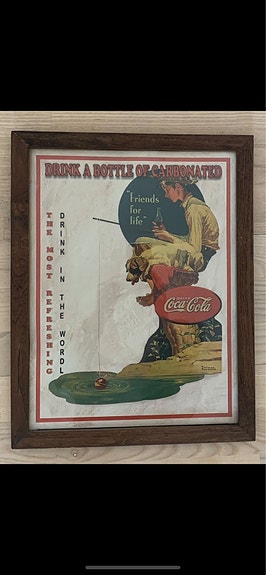 DRINK A BOTTLE OF CARBONATED
"Friends
for
life"
THE MOST REFRESHING
DRINK IN THE WORDL
Coca-Cola